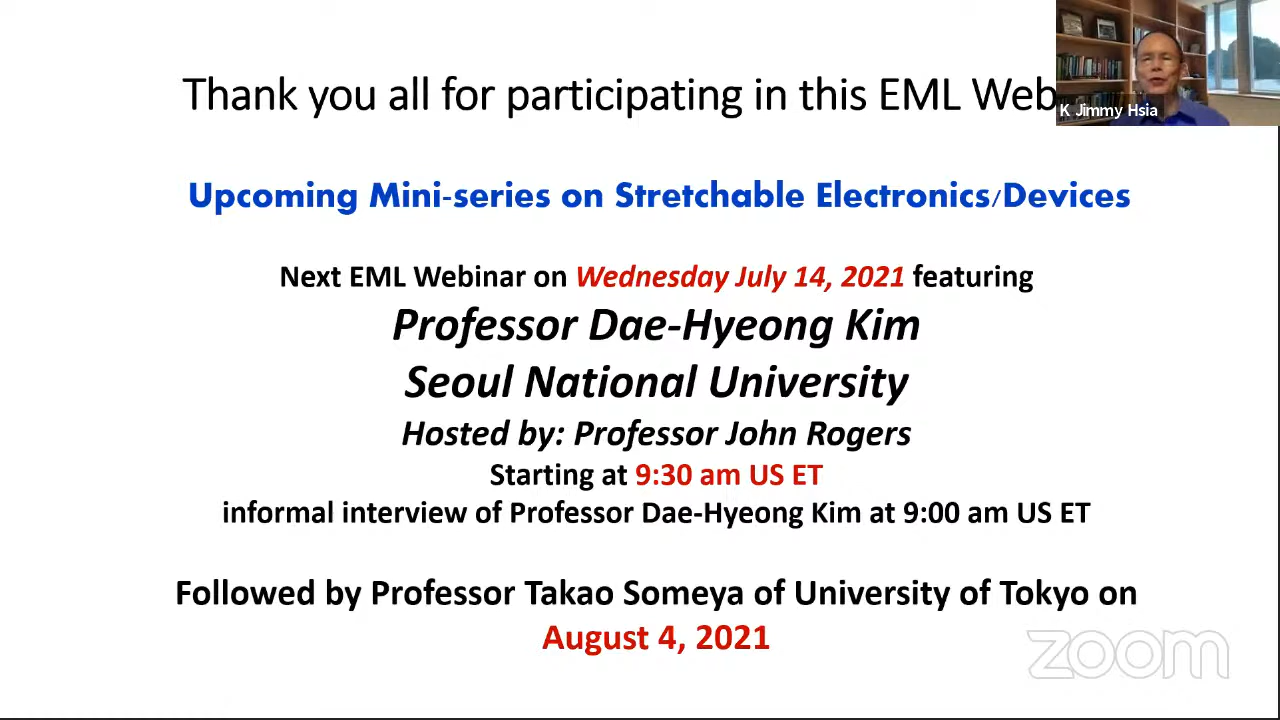 Thank you all for participating in this EML Web
K Jimmy Hsia
Upcoming Mini-series on Stretchable Electronics/Devices
Next EML Webinar on Wednesday July 14, 2021 featuring
Professor Dae-Hyeong Kim
Seoul National University
Hosted by: Professor John Rogers
Starting at 9:30 am US ET
informal interview of Professor Dae-Hyeong Kim at 9:00 am US ET
Followed by Professor Takao Someya of University of Tokyo on
August 4, 2021
zoom